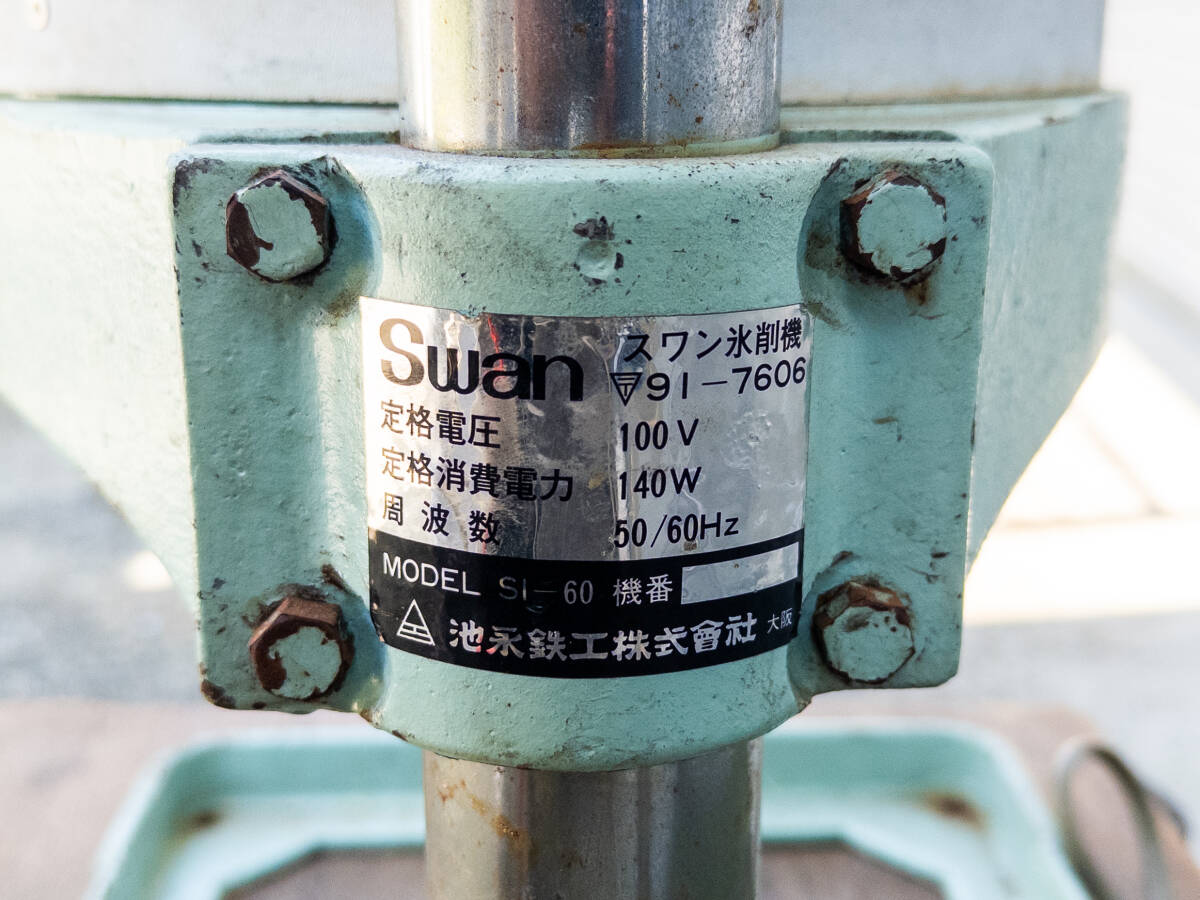 Swan
スワン氷削機
▽91-7606
定格電圧 100V
定格消費電力 140W
周波数 50/60Hz
MODEL SI-60 機番
池永鉄工株式會社 大阪